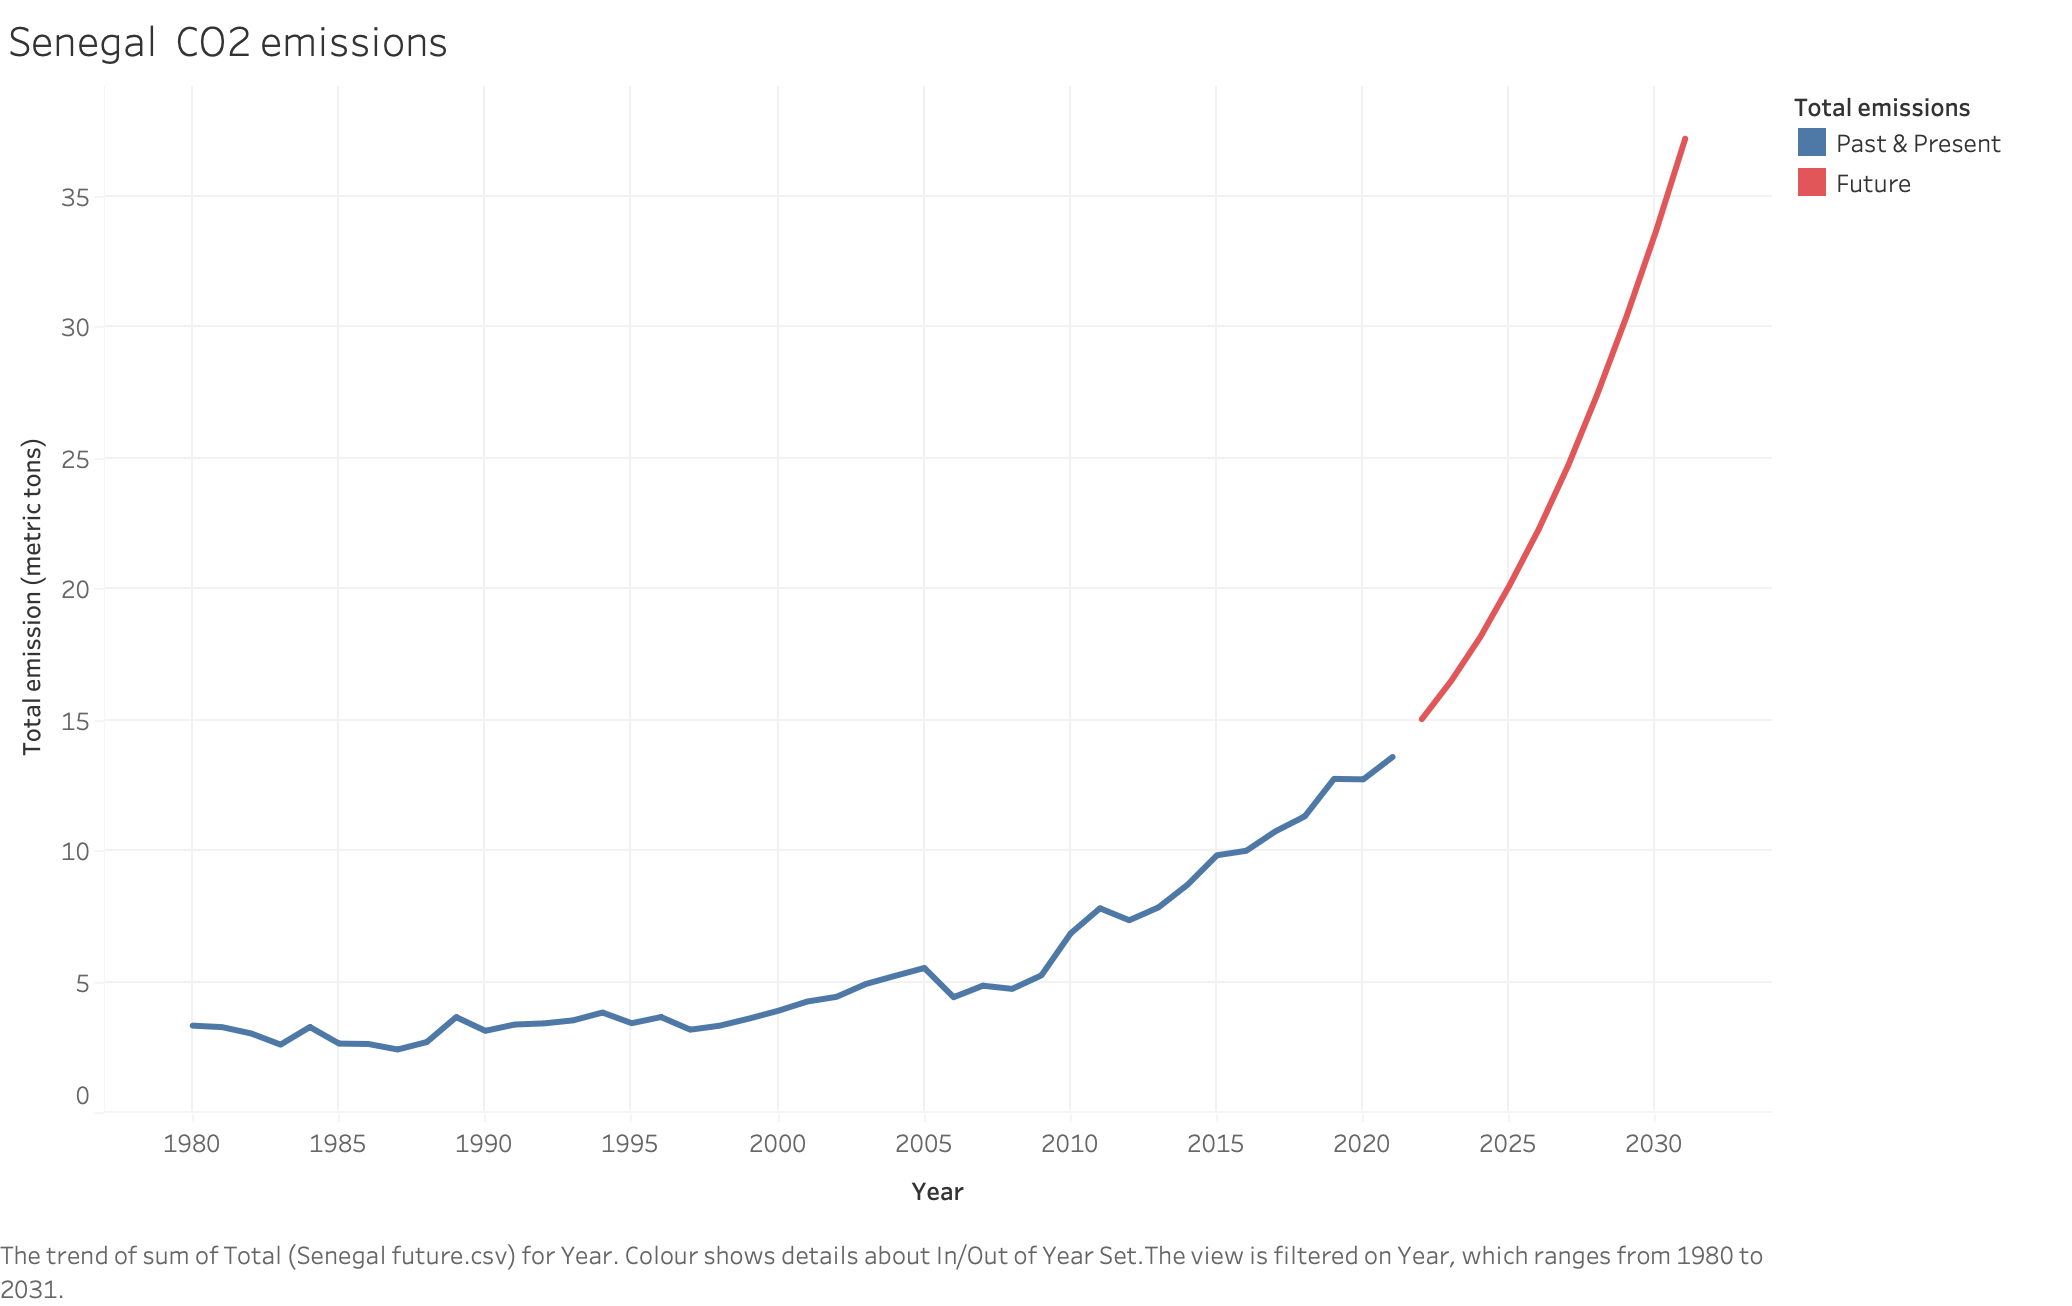 Senegal  CO2 emissions
Total emissions
Past & Present
Future
Total emission (metric tons)
35
30
25
20
15
10
5
0
1980 1985 1990 1995 2000 2005 2010 2015 2020 2025 2030
Year
The trend of sum of Total (Senegal future.csv) for Year. Colour shows details about In/Out of Year Set.The view is filtered on Year, which ranges from 1980 to
2031.